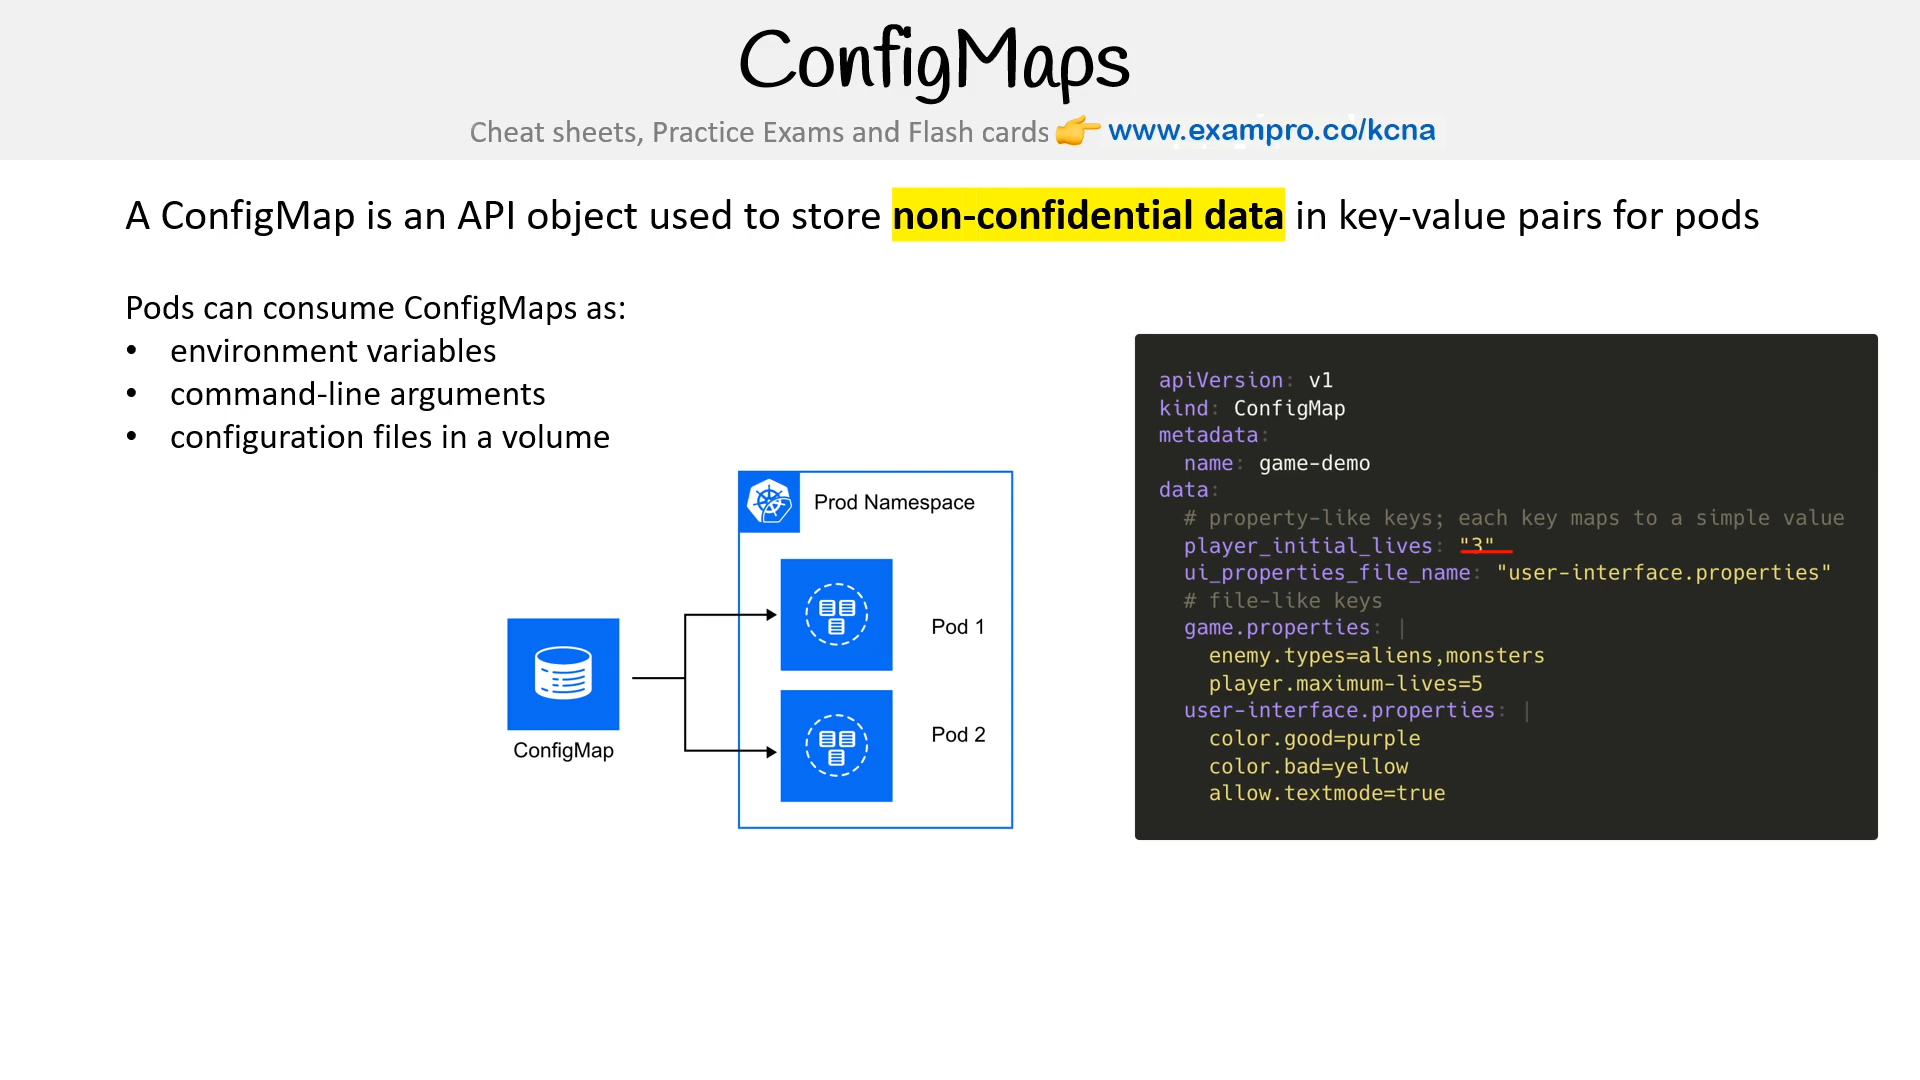 ConfigMaps
Cheat sheets, Practice Exams and Flash cards 👉 www.exampro.co/kcna
A ConfigMap is an API object used to store non-confidential data in key-value pairs for pods
Pods can consume ConfigMaps as:
• environment variables
• command-line arguments
• configuration files in a volume
Prod Namespace
Pod 1
Pod 2
ConfigMap
apiVersion: v1
kind: ConfigMap
metadata:
  name: game-demo
data:
  # property-like keys; each key maps to a simple value
  player_initial_lives: "3"
  ui_properties_file_name: "user-interface.properties"
  # file-like keys
  game.properties: |
    enemy.types=aliens,monsters
    player.maximum-lives=5
  user-interface.properties: |
    color.good=purple
    color.bad=yellow
    allow.textmode=true